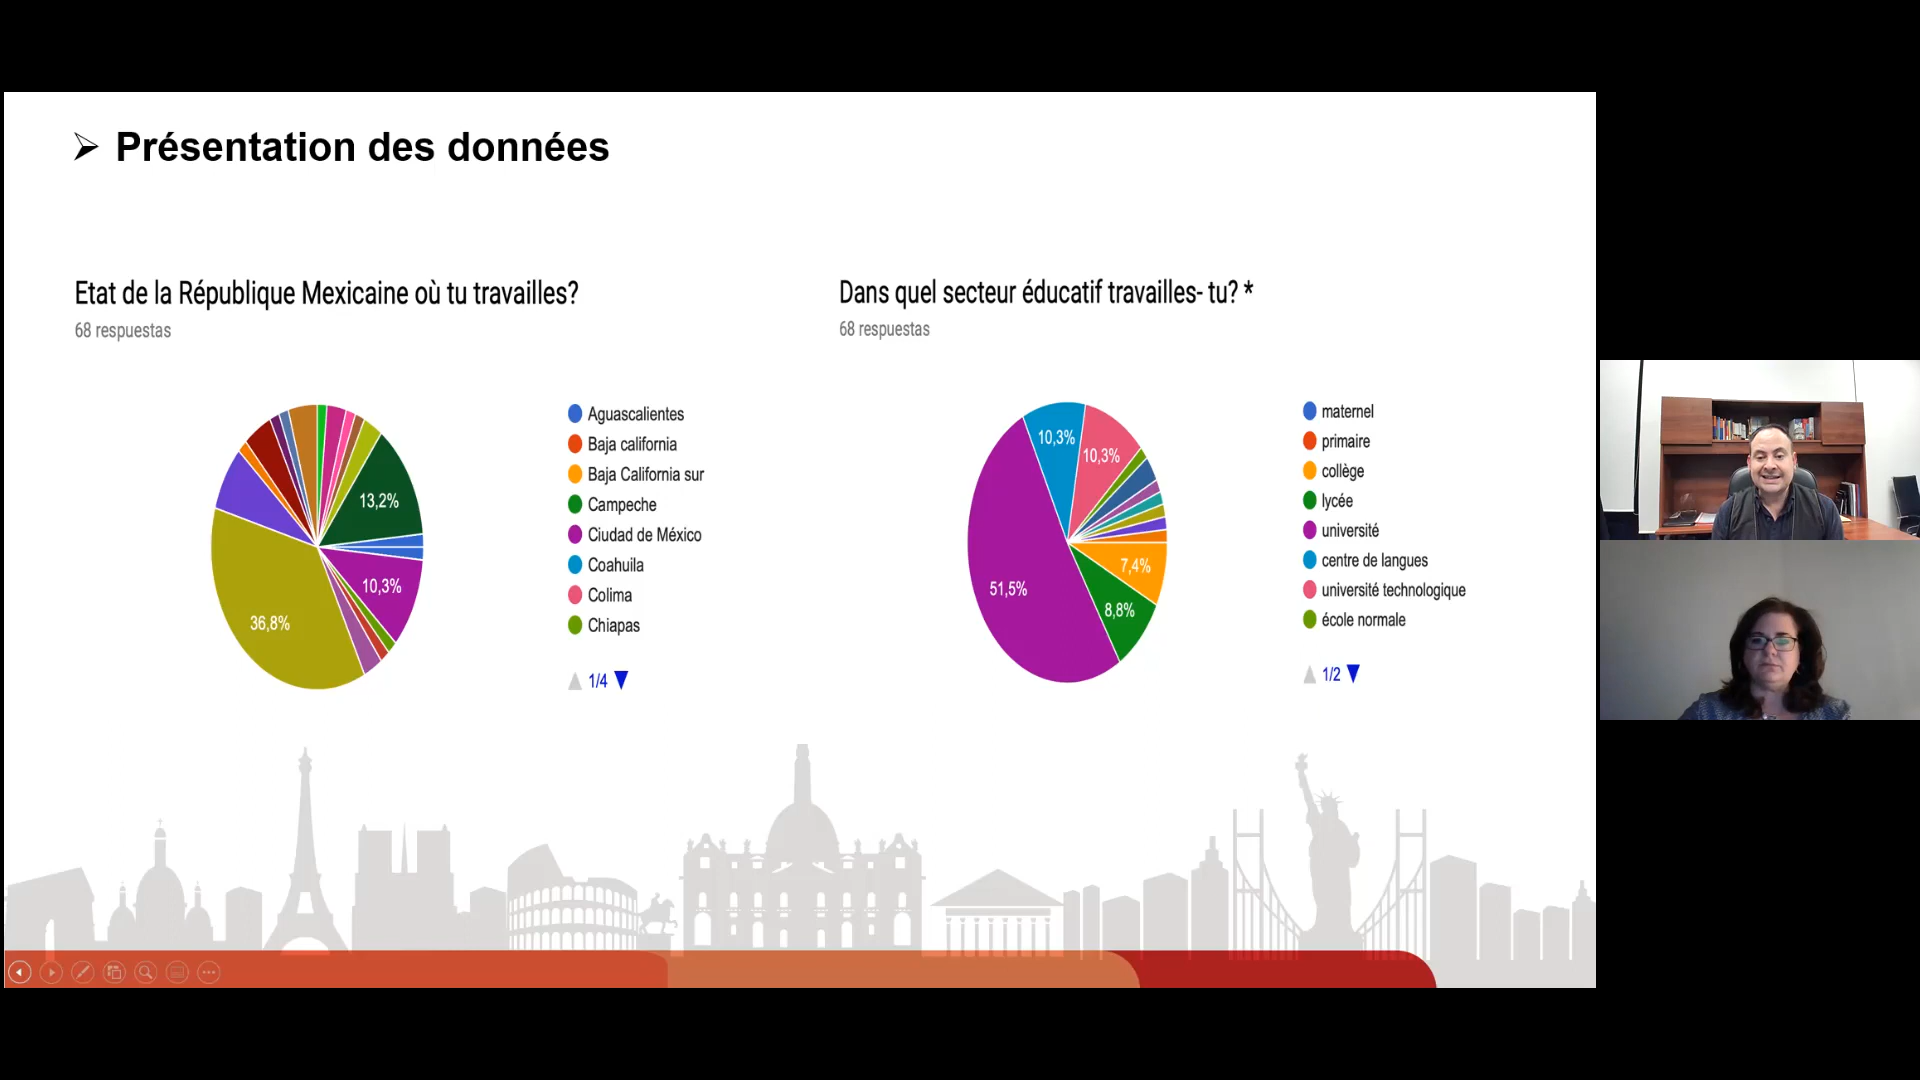 Présentation des données
Etat de la République Mexicaine où tu travailles?
68 respuestas
13,2%
10,3%
36,8%
Aguascalientes
Baja california
Baja California sur
Campeche
Ciudad de México
Coahuila
Colima
Chiapas
1/4
Dans quel secteur éducatif travailles- tu? *
68 respuestas
10,3%
10,3%
51,5%
7,4%
8,8%
maternel
primaire
collège
lycée
université
centre de langues
université technologique
école normale
1/2